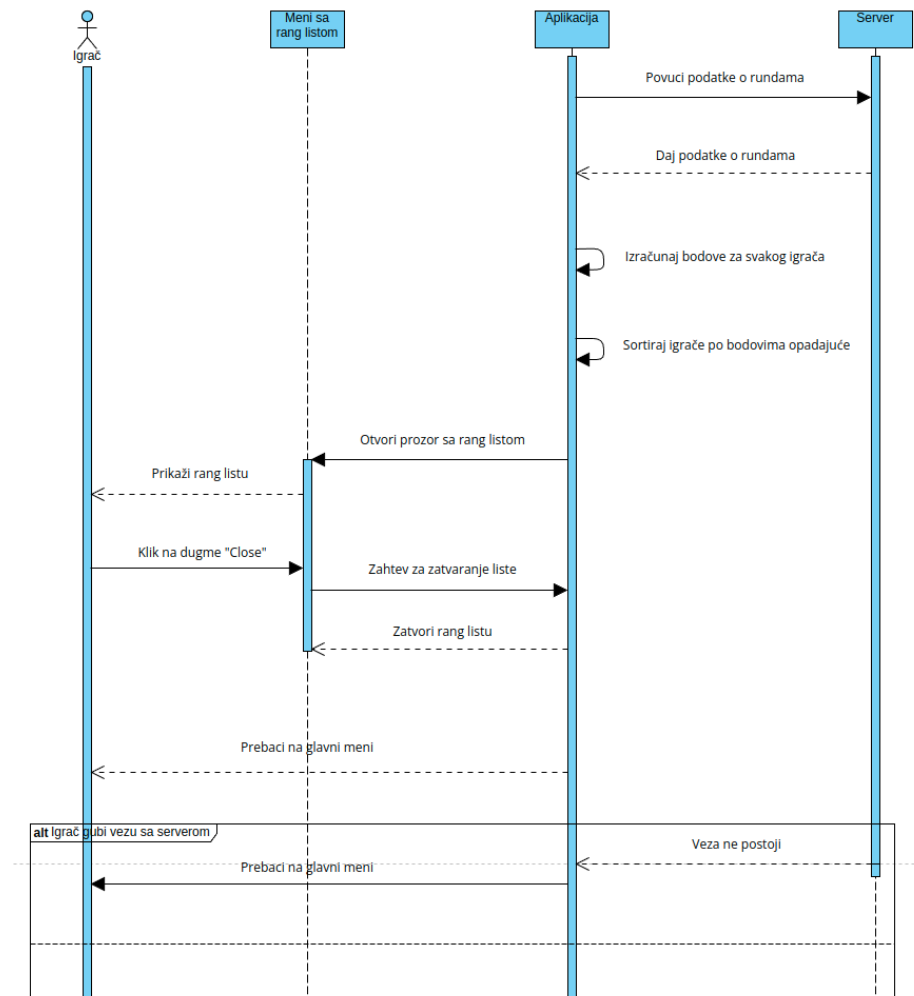 Igrač
Meni sa
rang listom
Aplikacija
Server
Povuci podatke o rundama
Daj podatke o rundama
Izračunaj bodove za svakog igrača
Sortiraj igrače po bodovima opadajuće
Otvori prozor sa rang listom
Prikaži rang listu
Klik na dugme "Close"
Zahtev za zatvaranje liste
Zatvori rang listu
Prebaci na glavni meni
alt Igrač gubi vezu sa serverom
Veza ne postoji
Prebaci na glavni meni